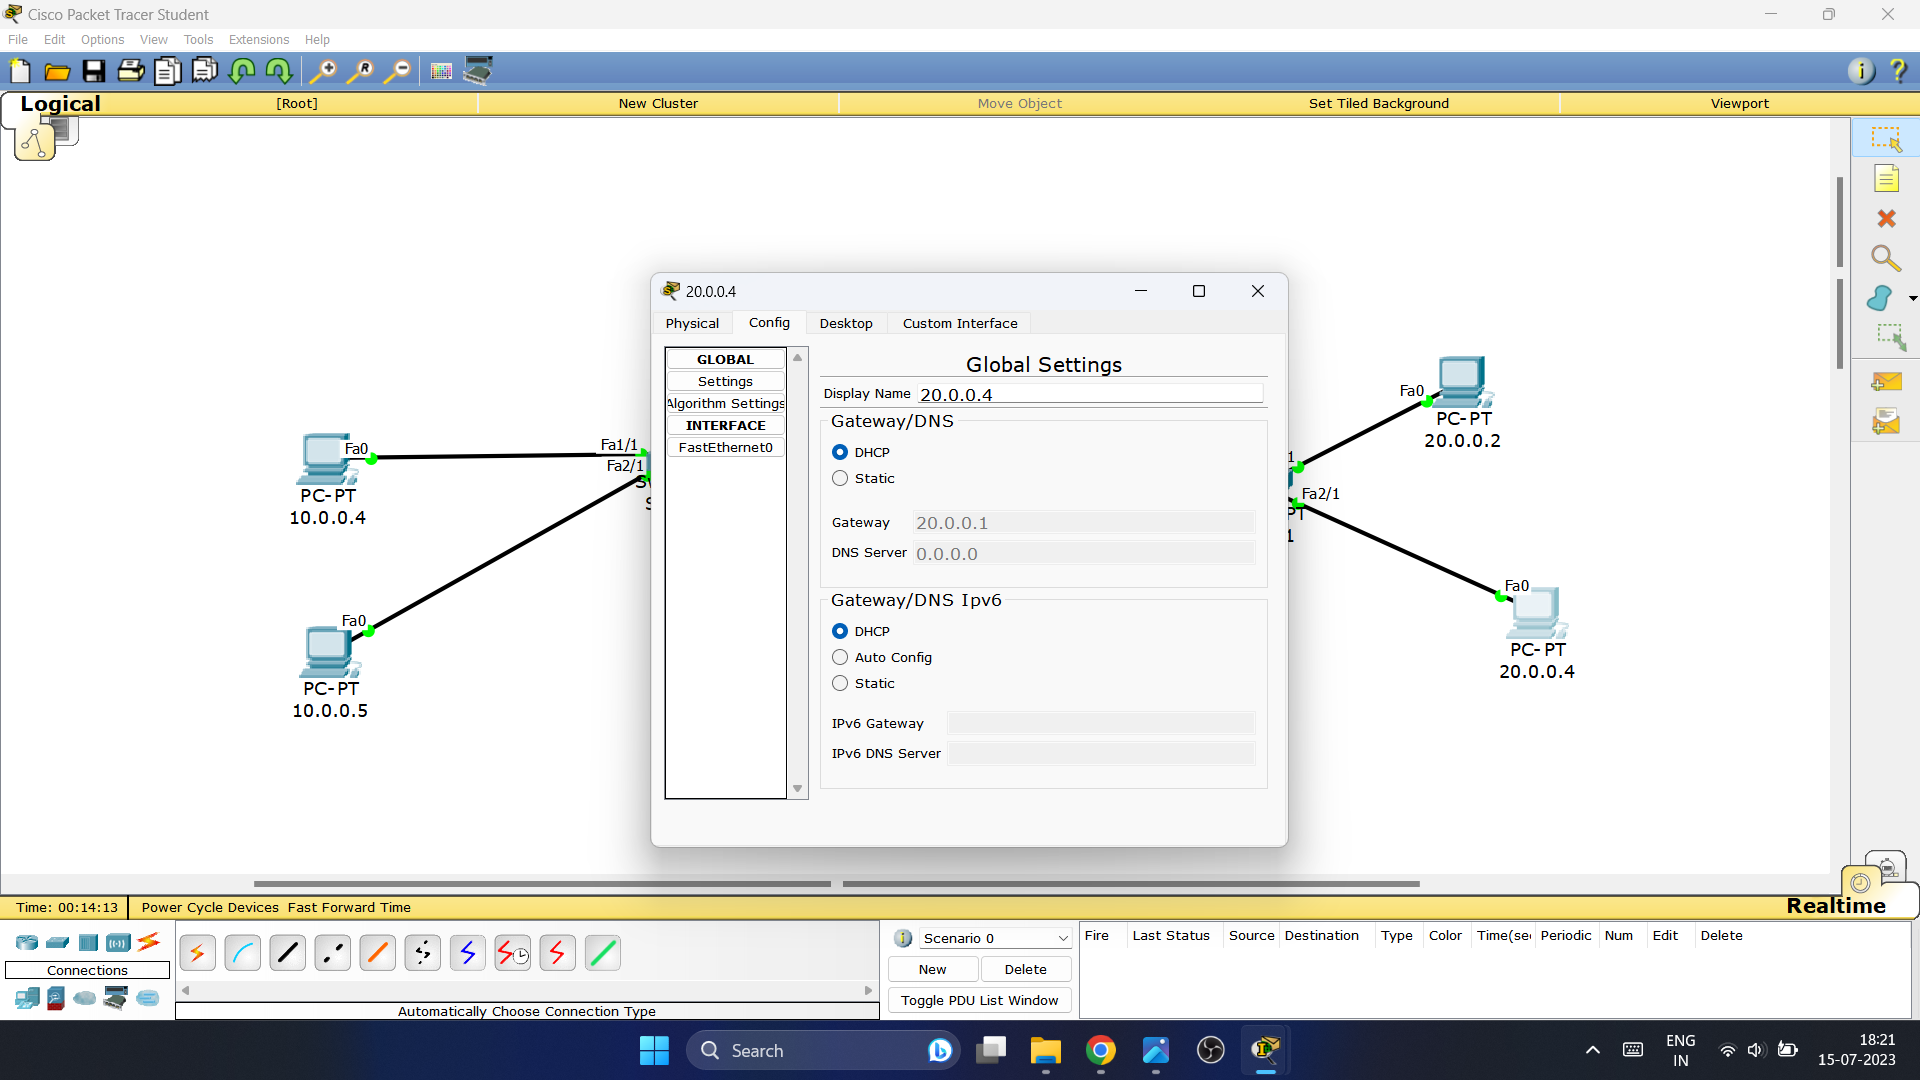 Cisco Packet Tracer Student
File Edit Options View Tools Extensions Help
Logical [Root] New Cluster Move Object Set Tiled Background Viewport
20.0.0.4
Physical Config Desktop Custom Interface
GLOBAL
Settings
Algorithm Settings
INTERFACE
FastEthernet0
Global Settings
Display Name 20.0.0.4
Gateway/DNS
DHCP
Static
Gateway 20.0.0.1
DNS Server 0.0.0.0
Gateway/DNS Ipv6
DHCP
Auto Config
Static
IPv6 Gateway
IPv6 DNS Server
Fa0
PC-PT
10.0.0.4
Fa1/1
Fa2/1
Fa0
PC-PT
10.0.0.5
Fa0
PC-PT
20.0.0.2
1
Fa2/1
PT
1
Fa0
PC-PT
20.0.0.4
Time: 00:14:13 Power Cycle Devices Fast Forward Time
Realtime
Connections
Automatically Choose Connection Type
Scenario 0
New Delete
Toggle PDU List Window
Fire Last Status Source Destination Type Color Time(sec Periodic Num Edit Delete
Search
ENG
IN
18:21
15-07-2023